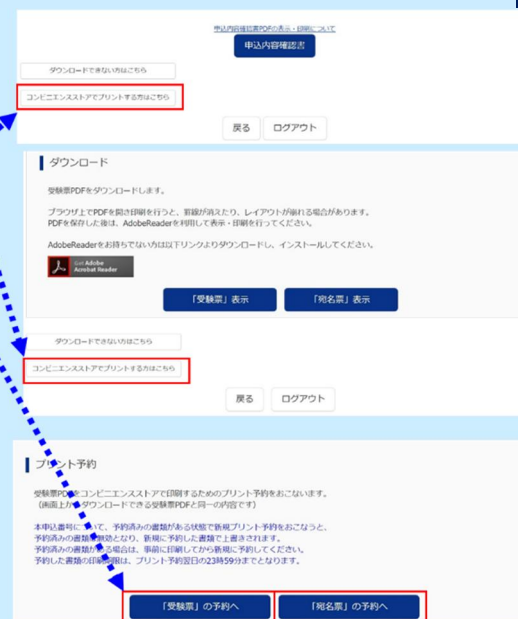 申込内容確認書PDFの表示・印刷について
申込内容確認書
ダウンロードできない方はこちら
コンビニエンスストアでプリントする方はこちら
戻る ログアウト
ダウンロード
受験票PDFをダウンロードします。
ブラウザ上でPDFを開き印刷を行うと、罫線が消えたり、レイアウトが崩れる場合があります。
PDFを保存した後は、AdobeReaderを利用して表示・印刷を行ってください。
AdobeReaderをお持ちでない方は以下リンクよりダウンロードし、インストールしてください。
Get Adobe
Acrobat Reader
「受験票」表示 「宛名票」表示
ダウンロードできない方はこちら
コンビニエンスストアでプリントする方はこちら
戻る ログアウト
プリント予約
受験票PDFをコンビニエンスストアで印刷するためのプリント予約をおこないます。
(画面上からダウンロードできる受験票PDFと同一の内容です)
本申込番号について、予約済みの書類がある状態で新規プリント予約をおこなうと、
予約済みの書類は無効となり、新規に予約した書類で上書きされます。
予約済みの書類がある場合は、事前に印刷してから新規に予約してください。
予約した書類の印刷期限は、プリント予約翌日の23時59分までとなります。
「受験票」の予約へ 「宛名票」の予約へ